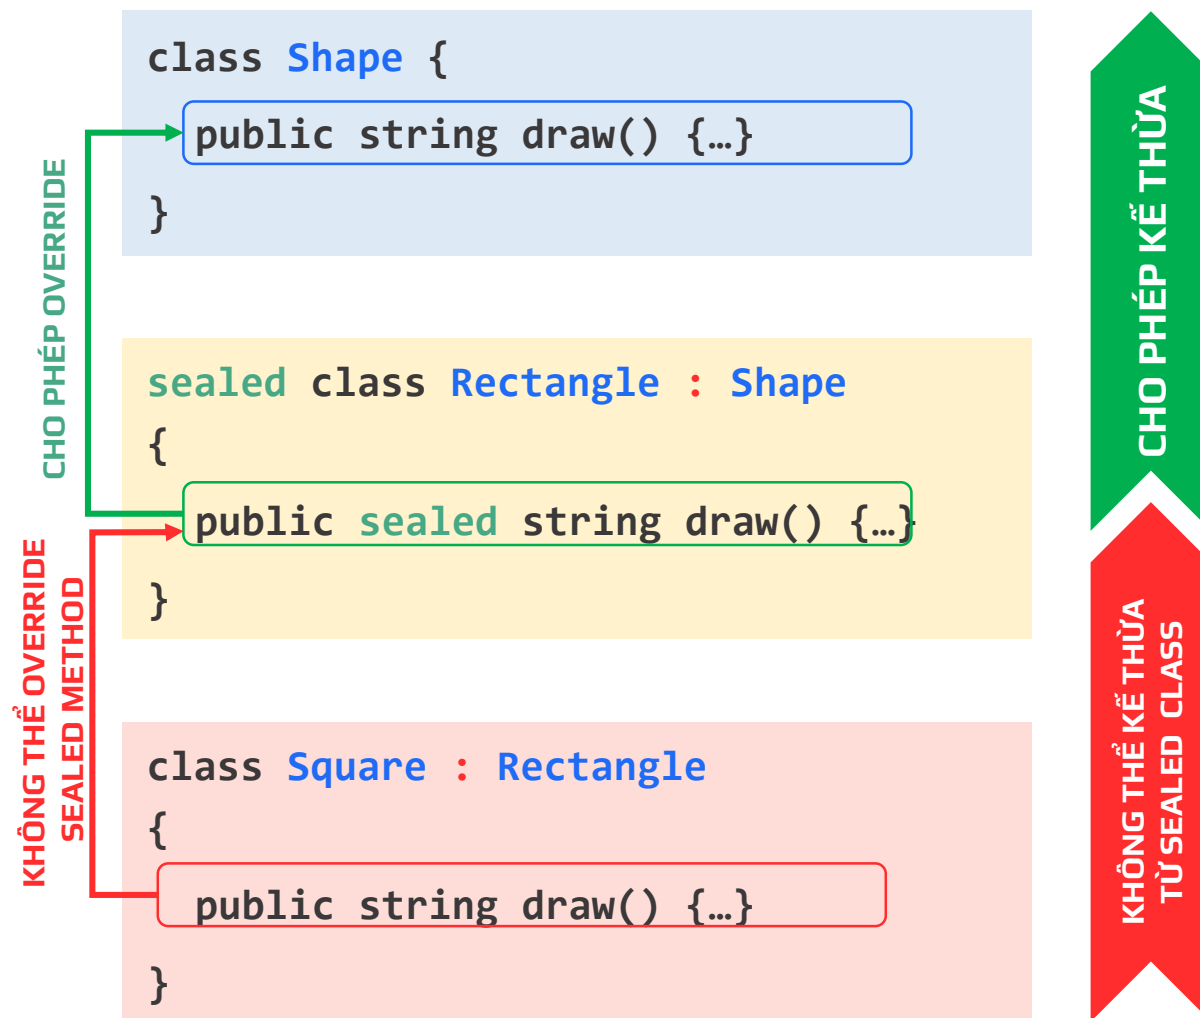 class Shape {
public string draw() {…}
}
CHO PHÉP OVERRIDE
CHO PHÉP KẾ THỪA
sealed class Rectangle : Shape
{
public sealed string draw() {…}
}
KHÔNG THỂ OVERRIDE
SEALED METHOD
KHÔNG THỂ KẾ THỪA
TỪ SEALED CLASS
class Square : Rectangle
{
public string draw() {…}
}